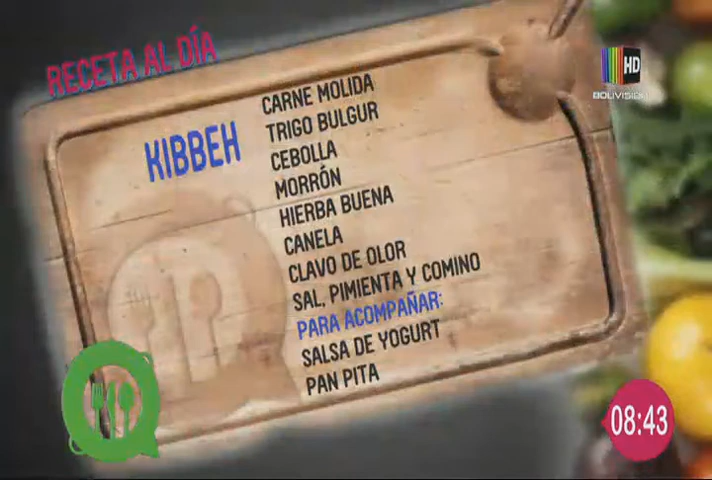 RECETA AL DÍA
HD
BOLIVISIÓN
KIBBEH
CARNE MOLIDA
TRIGO BULGUR
CEBOLLA
MORRÓN
HIERBA BUENA
CANELA
CLAVO DE OLOR
SAL, PIMIENTA Y COMINO
PARA ACOMPAÑAR:
SALSA DE YOGURT
PAN PITA
08:43